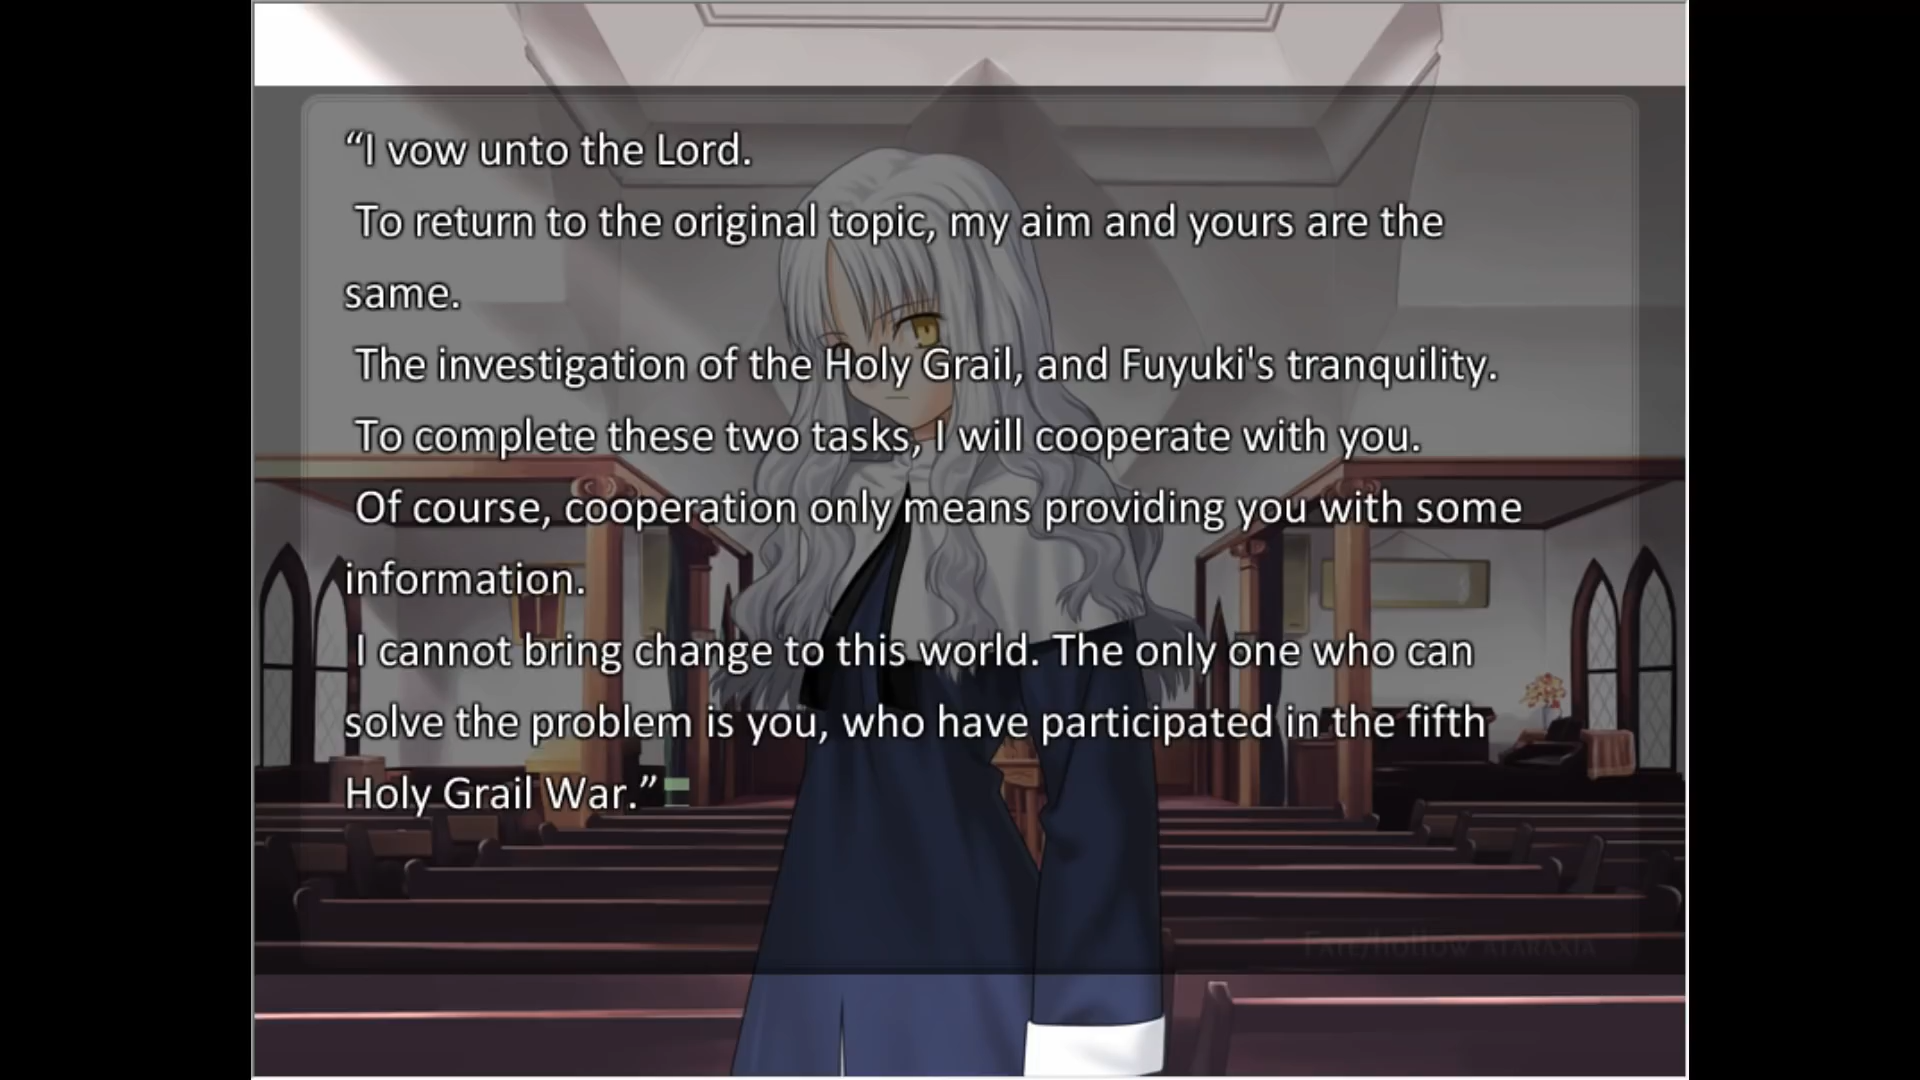 “I vow unto the Lord.
To return to the original topic, my aim and yours are the
same.
The investigation of the Holy Grail, and Fuyuki's tranquility.
To complete these two tasks, I will cooperate with you.
Of course, cooperation only means providing you with some
information.
I cannot bring change to this world. The only one who can
solve the problem is you, who have participated in the fifth
Holy Grail War.”
Fate/hollow ataraxia